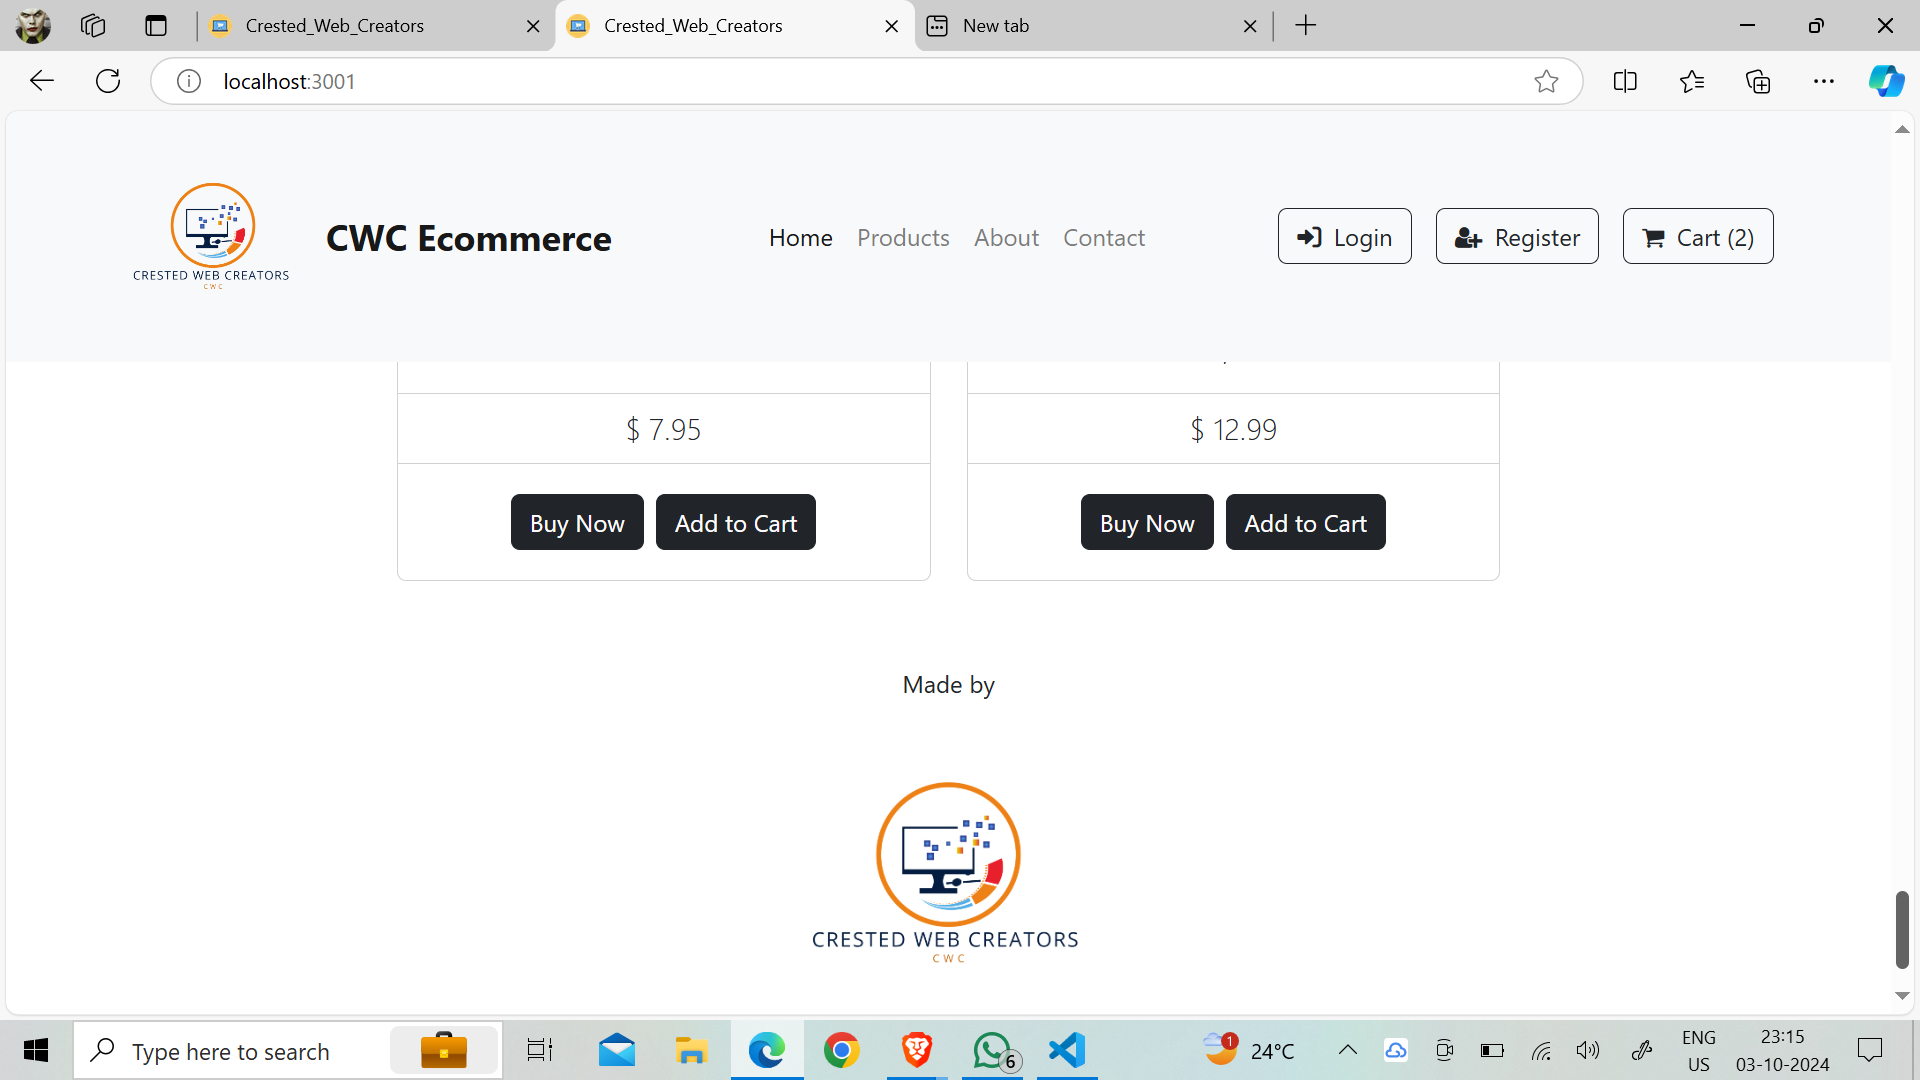 Crested_Web_Creators
Crested_Web_Creators
New tab
localhost:3001
CRESTED WEB CREATORS
CWC
CWC Ecommerce
Home
Products
About
Contact
Login
Register
Cart (2)
$ 7.95
$ 12.99
Buy Now
Add to Cart
Buy Now
Add to Cart
Made by
CRESTED WEB CREATORS
CWC
Type here to search
6
1
24°C
ENG
US
23:15
03-10-2024